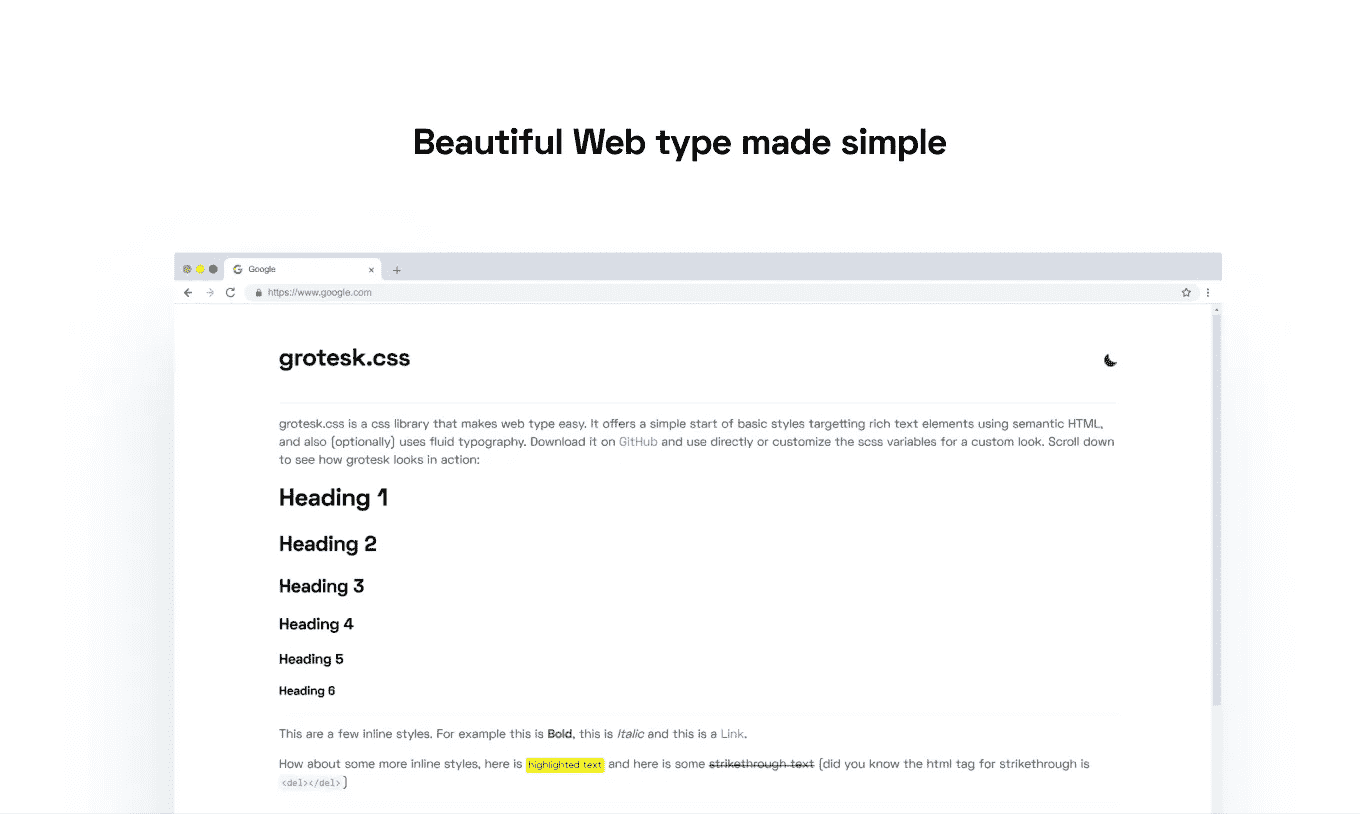 Beautiful Web type made simple
Google
https://www.google.com
grotesk.css
grotesk.css is a css library that makes web type easy. It offers a simple start of basic styles targetting rich text elements using semantic HTML,
and also (optionally) uses fluid typography. Download it on GitHub and use directly or customize the scss variables for a custom look. Scroll down
to see how grotesk looks in action:
Heading 1
Heading 2
Heading 3
Heading 4
Heading 5
Heading 6
This are a few inline styles. For example this is Bold, this is Italic and this is a Link.
How about some more inline styles, here is highlighted text and here is some strikethrough text (did you know the html tag for strikethrough is
<del></del>)